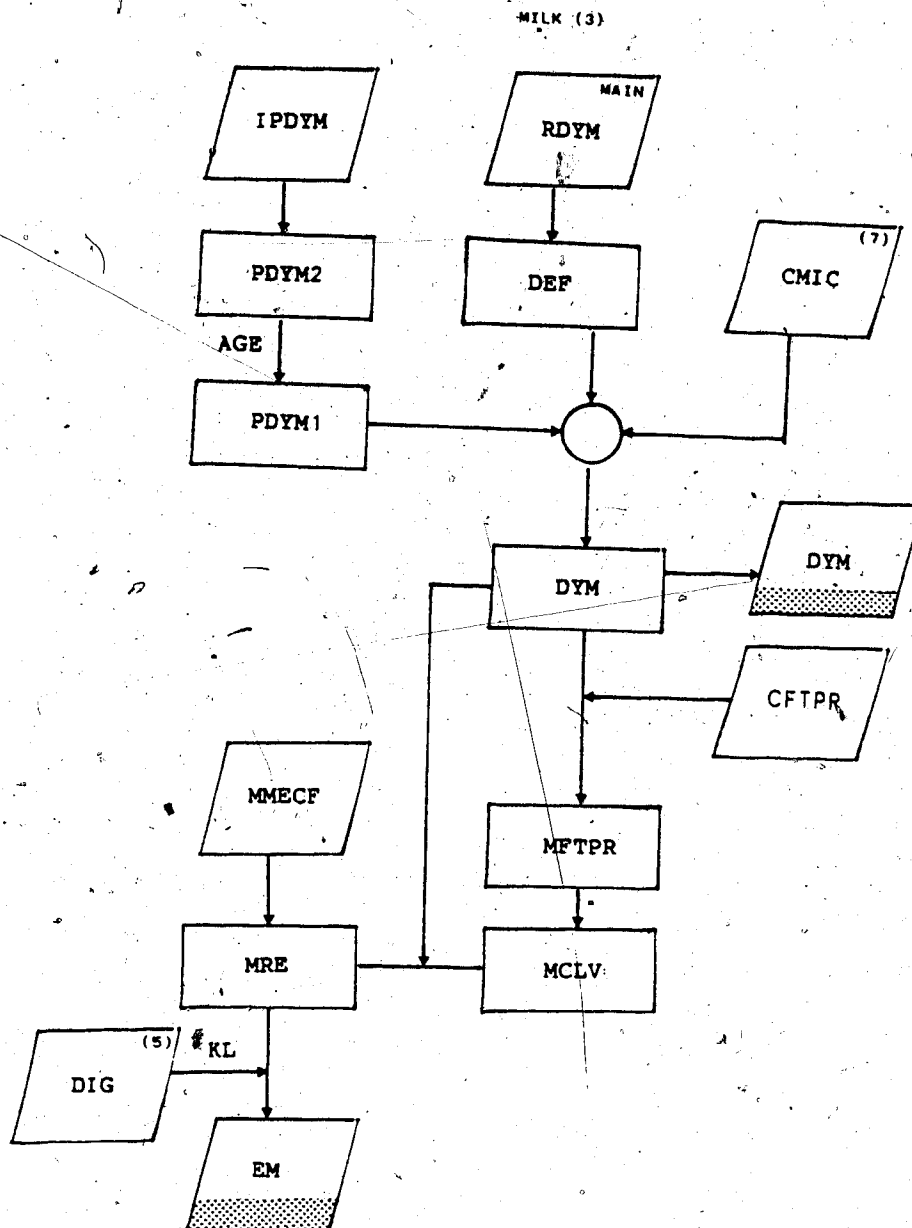 MILK (3)
IPDYM
MAIN
RDYM
PDYM2
DEF
(7)
CMIC
AGE
PDYM1
DYM
DYM
CFTPR
MMECF
MFTPR
MRE
MCLV
(5)
KL
DIG
EM